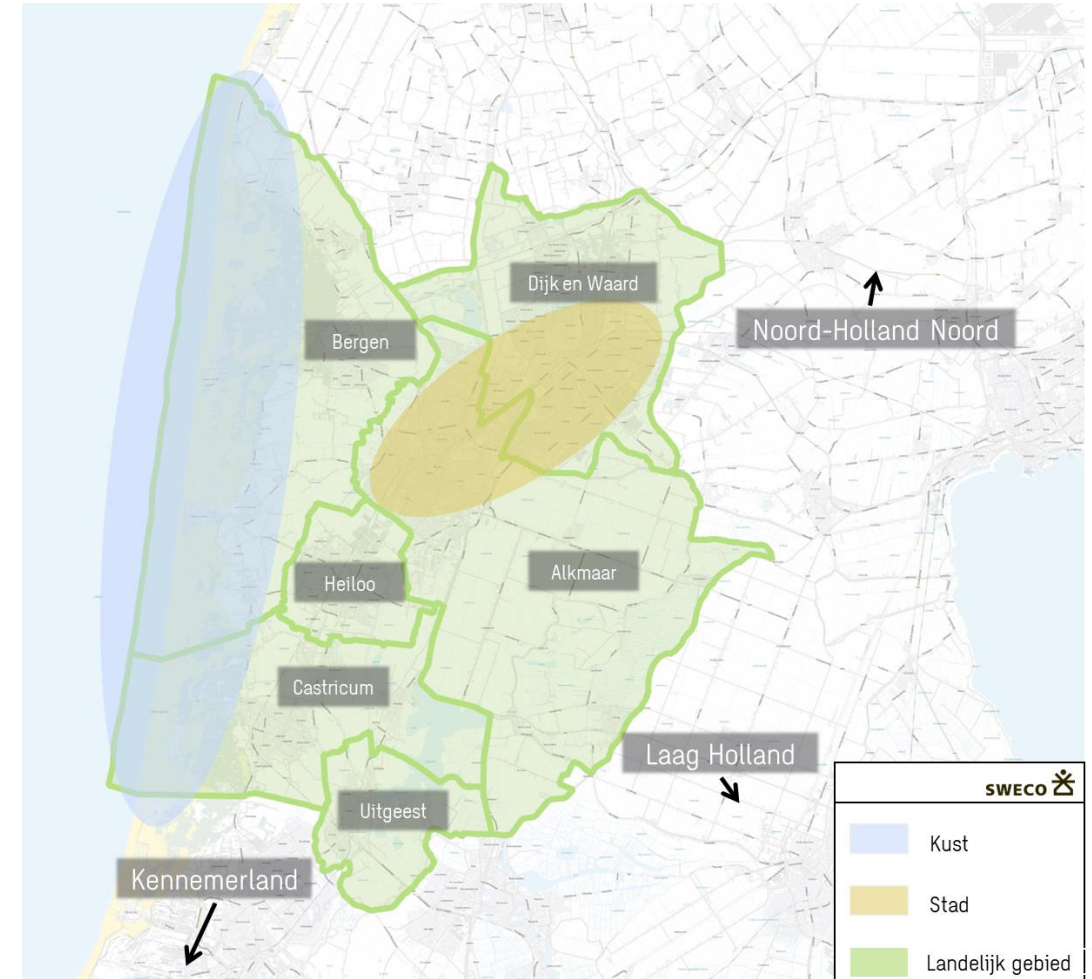 Dijk en Waard
Noord-Holland Noord
Bergen
Alkmaar
Heiloo
Castricum
Laag Holland
Uitgeest
Kennemerland
SWECO
Kust
Stad
Landelijk gebied